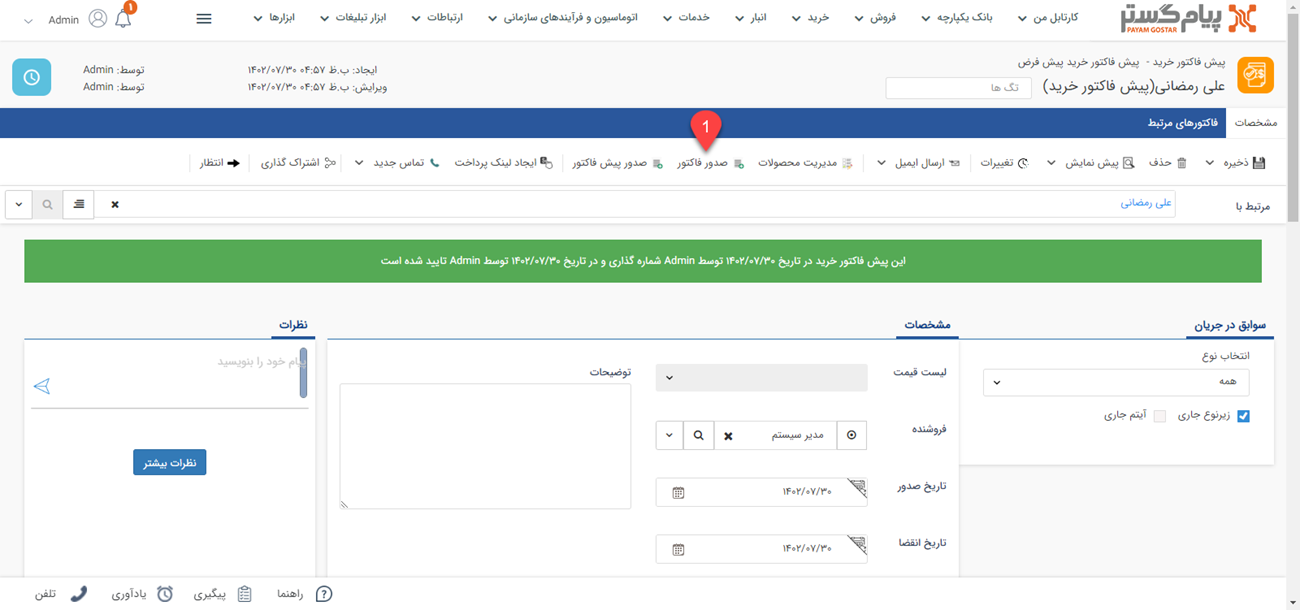 پیام گستر
PAYAM GOSTAR
کارتابل من
بانک یکپارچه
فروش
خرید
انبار
خدمات
اتوماسیون و فرآیندهای سازمانی
ارتباطات
ابزار تبلیغات
ابزارها
۱
Admin
پیش فاکتور خرید - پیش فاکتور خرید پیش فرض
علی رمضانی(پیش فاکتور خرید)
تگ ها
ایجاد: ب.ظ ۰۴:۵۷ ۱۴۰۲/۰۷/۳۰
توسط: Admin
ویرایش: ب.ظ ۰۴:۵۷ ۱۴۰۲/۰۷/۳۰
توسط: Admin
مشخصات
فاکتورهای مرتبط
1
ذخیره
حذف
پیش نمایش
تغییرات
ارسال ایمیل
مدیریت محصولات
صدور فاکتور
صدور پیش فاکتور
ایجاد لینک پرداخت
تماس جدید
اشتراک گذاری
انتظار
مرتبط با
علی رمضانی
این پیش فاکتور خرید در تاریخ ۱۴۰۲/۰۷/۳۰ توسط Admin شماره گذاری و در تاریخ ۱۴۰۲/۰۷/۳۰ توسط Admin تایید شده است
سوابق در جریان
انتخاب نوع
همه
زیرنوع جاری
آیتم جاری
مشخصات
لیست قیمت
فروشنده
مدیر سیستم
تاریخ صدور
۱۴۰۲/۰۷/۳۰
تاریخ انقضا
۱۴۰۲/۰۷/۳۰
توضیحات
نظرات
پیام خود را بنویسید
نظرات بیشتر
راهنما
پیگیری
یادآوری
تلفن